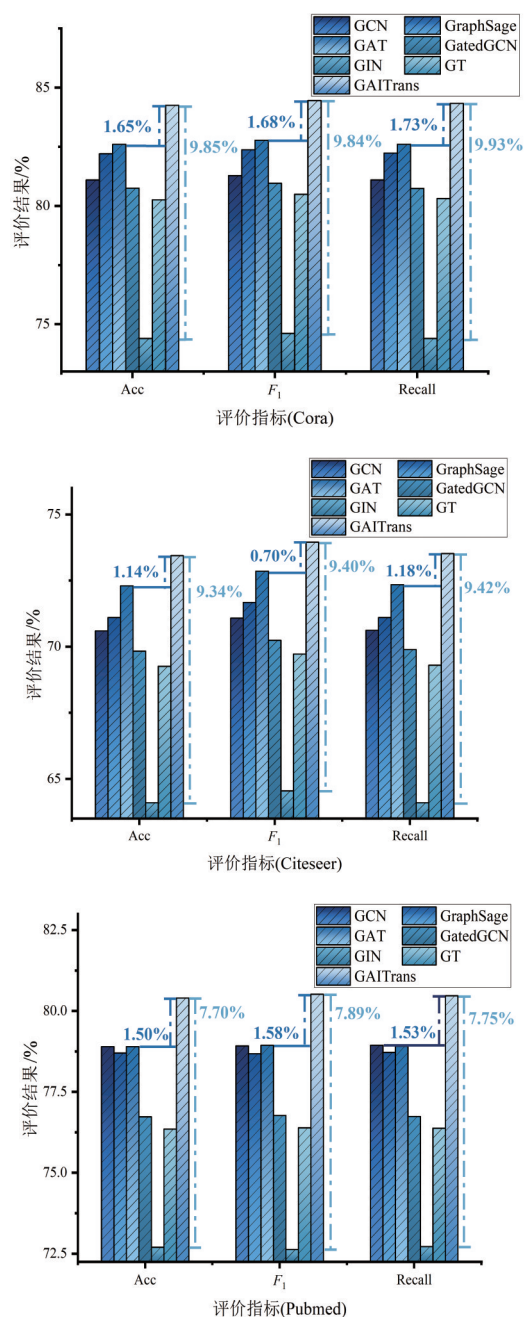 GCN GraphSage
GAT GatedGCN
GIN GT
GAITrans
85
80
75
评价结果/%
1.65%
9.85%
1.68%
9.84%
1.73%
9.93%
Acc F₁ Recall
评价指标(Cora)
GCN GraphSage
GAT GatedGCN
GIN GT
GAITrans
75
70
65
评价结果/%
1.14%
9.34%
0.70%
9.40%
1.18%
9.42%
Acc F₁ Recall
评价指标(Citeseer)
GCN GraphSage
GAT GatedGCN
GIN GT
GAITrans
82.5
80.0
77.5
75.0
72.5
评价结果/%
1.50%
7.70%
1.58%
7.89%
1.53%
7.75%
Acc F₁ Recall
评价指标(Pubmed)